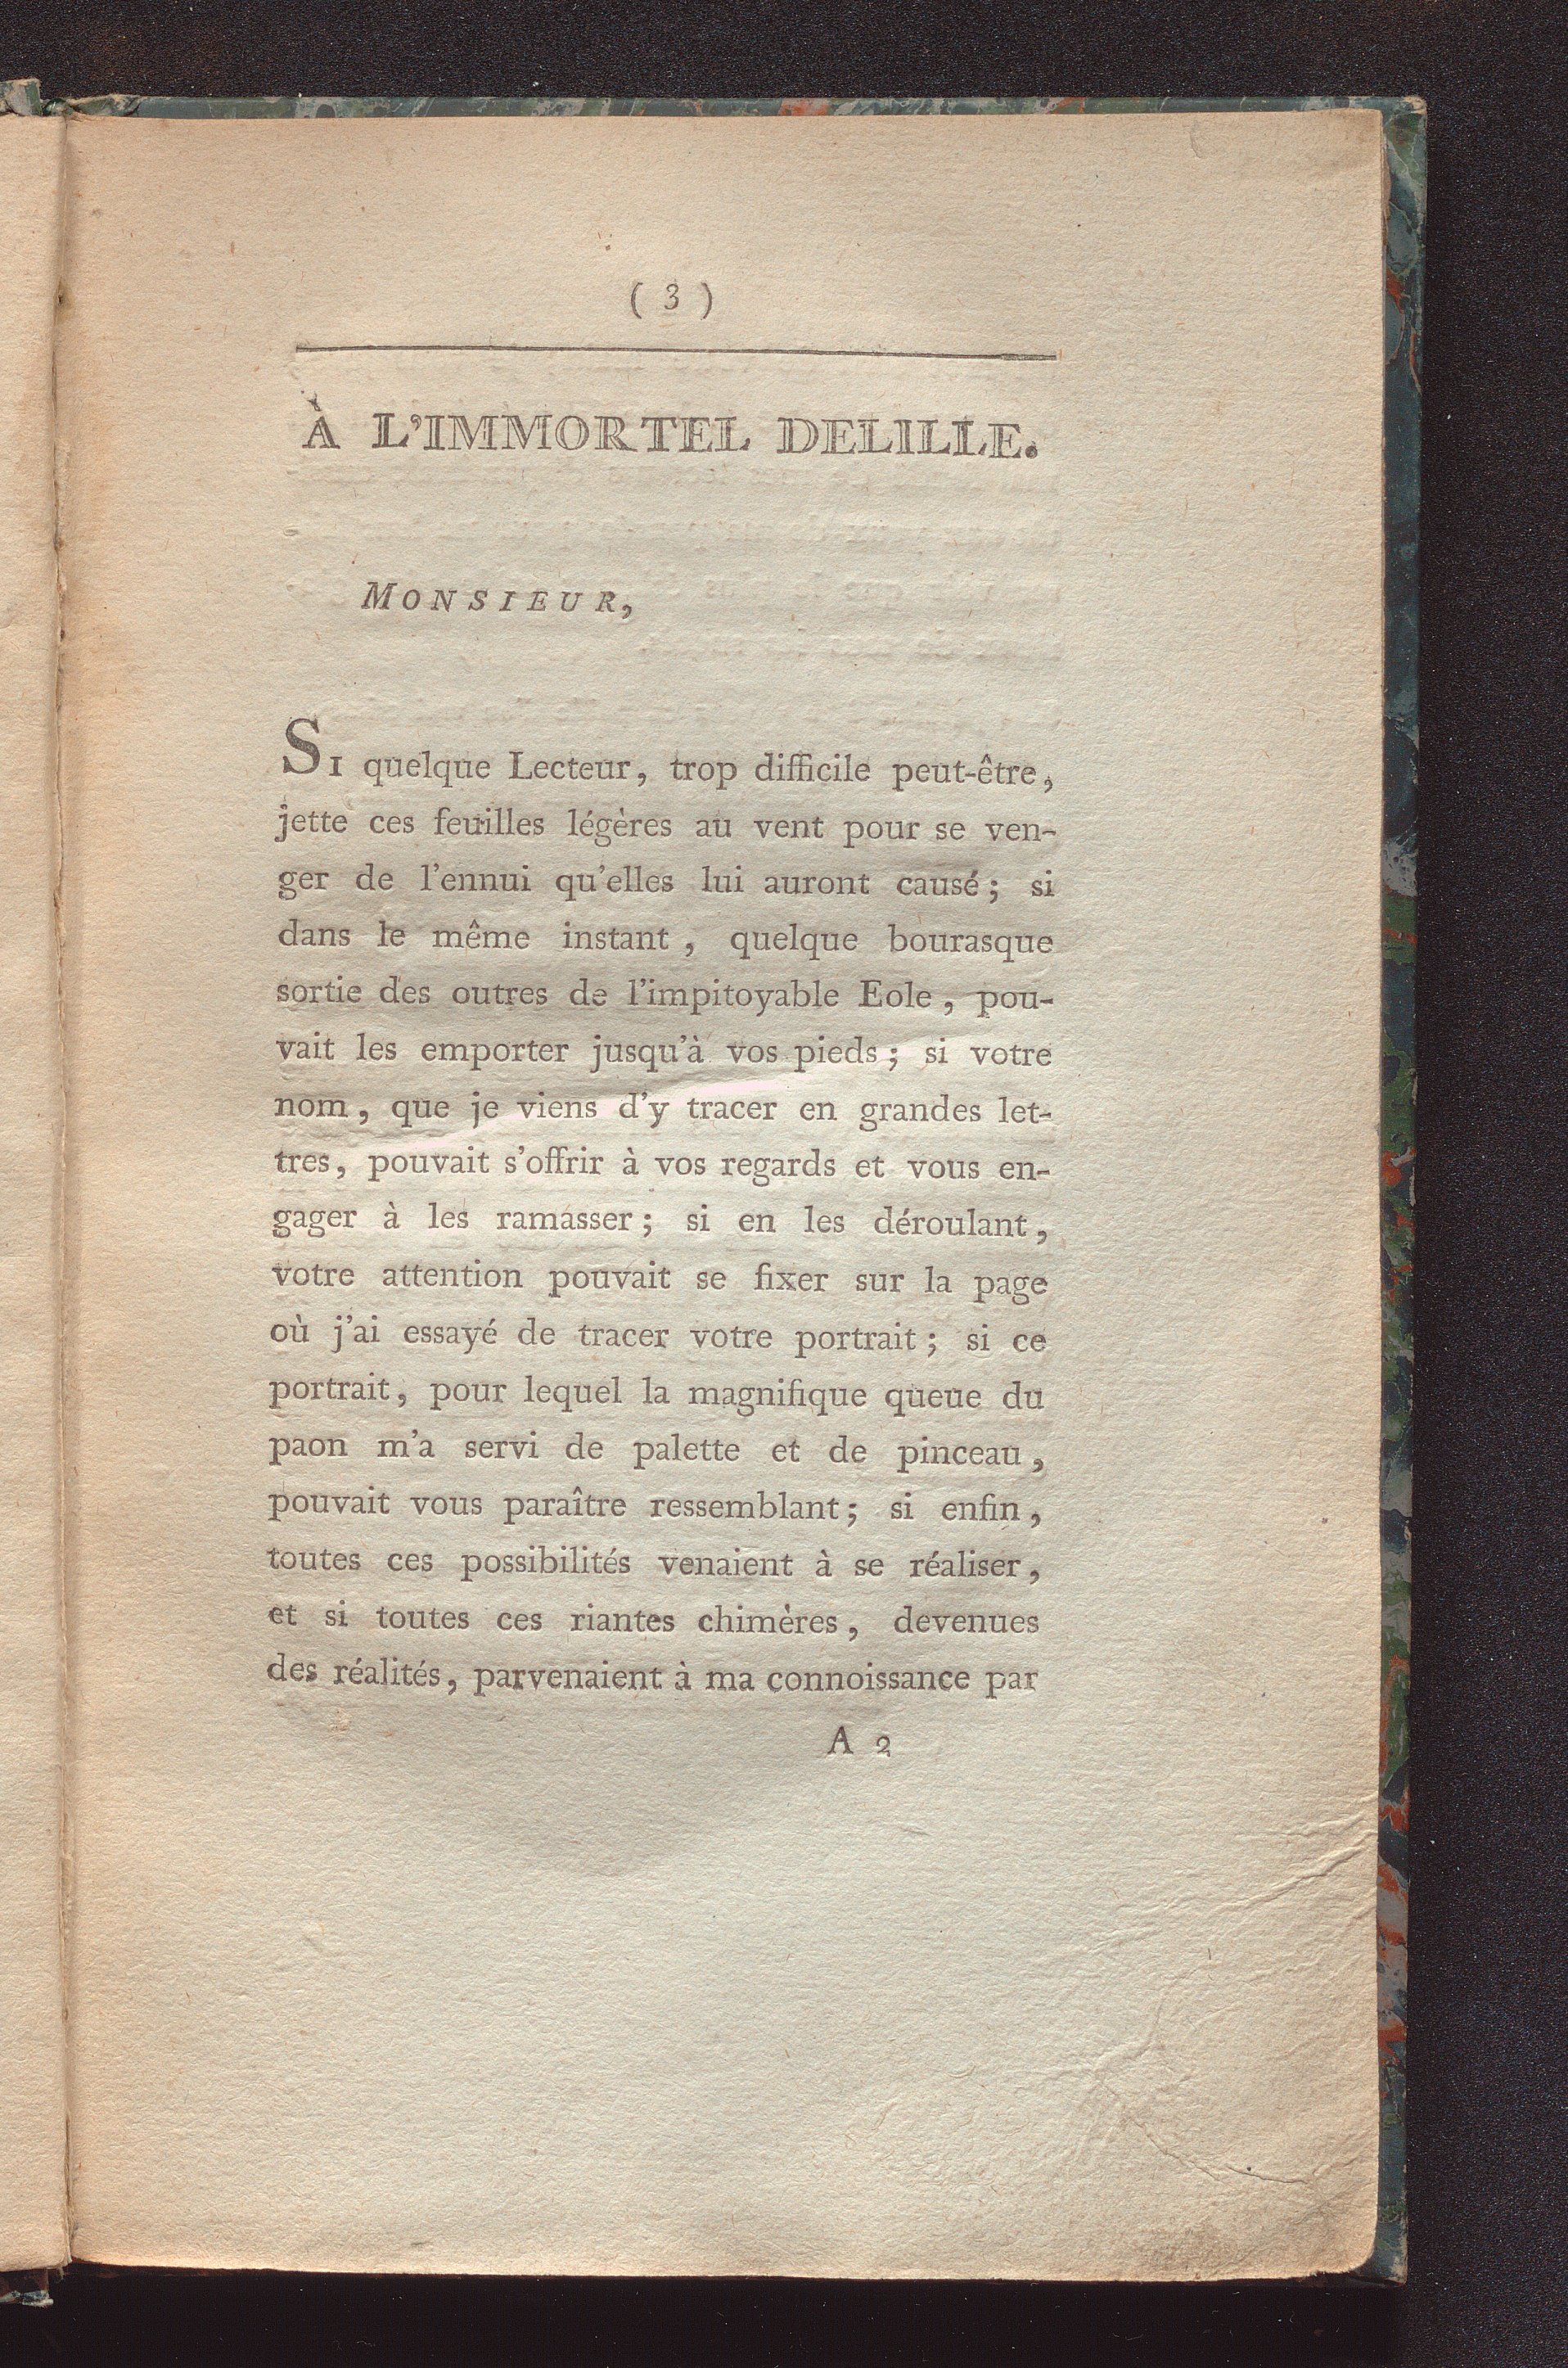 ( 3 )
À L'IMMORTEL DELILLE.
MONSIEUR,
SI quelque Lecteur, trop difficile peut-être,
jette ces feuilles légères au vent pour se ven-
ger de l'ennui qu'elles lui auront causé; si
dans le même instant, quelque bourasque
sortie des outres de l'impitoyable Eole, pou-
vait les emporter jusqu'à vos pieds; si votre
nom, que je viens d'y tracer en grandes let-
tres, pouvait s'offrir à vos regards et vous en-
gager à les ramasser; si en les déroulant,
votre attention pouvait se fixer sur la page
où j'ai essayé de tracer votre portrait; si ce
portrait, pour lequel la magnifique queue du
paon m'a servi de palette et de pinceau,
pouvait vous paraître ressemblant; si enfin,
toutes ces possibilités venaient à se réaliser,
et si toutes ces riantes chimères, devenues
des réalités, parvenaient à ma connoissance par
A 2